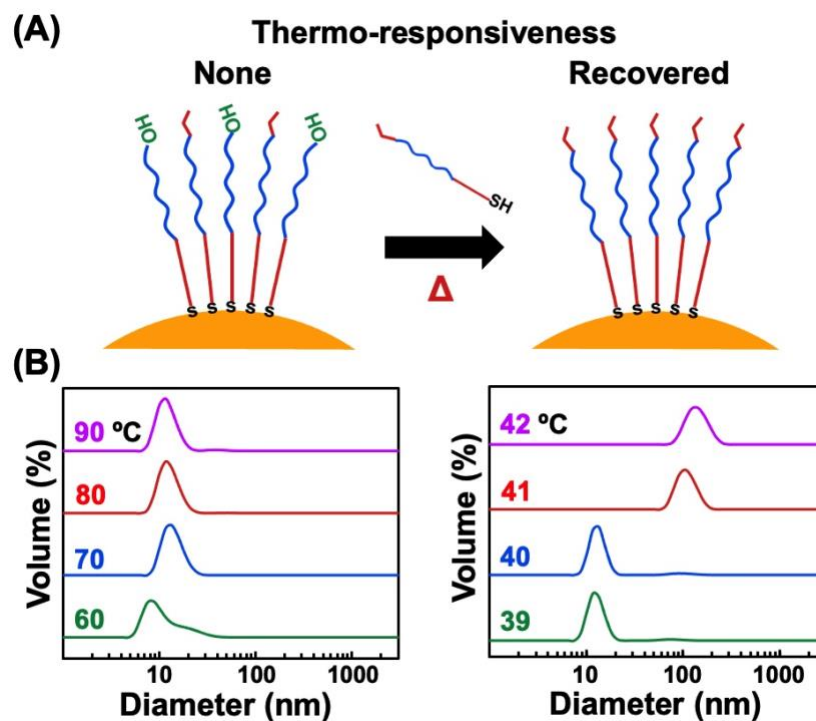 (A)
Thermo-responsiveness
None
Recovered
HO
HO
HO
SH
Δ
S S S S S
S S S S S
(B)
Volume (%)
90 ºC
80
70
60
10 100 1000
Diameter (nm)
Volume (%)
42 ºC
41
40
39
10 100 1000
Diameter (nm)